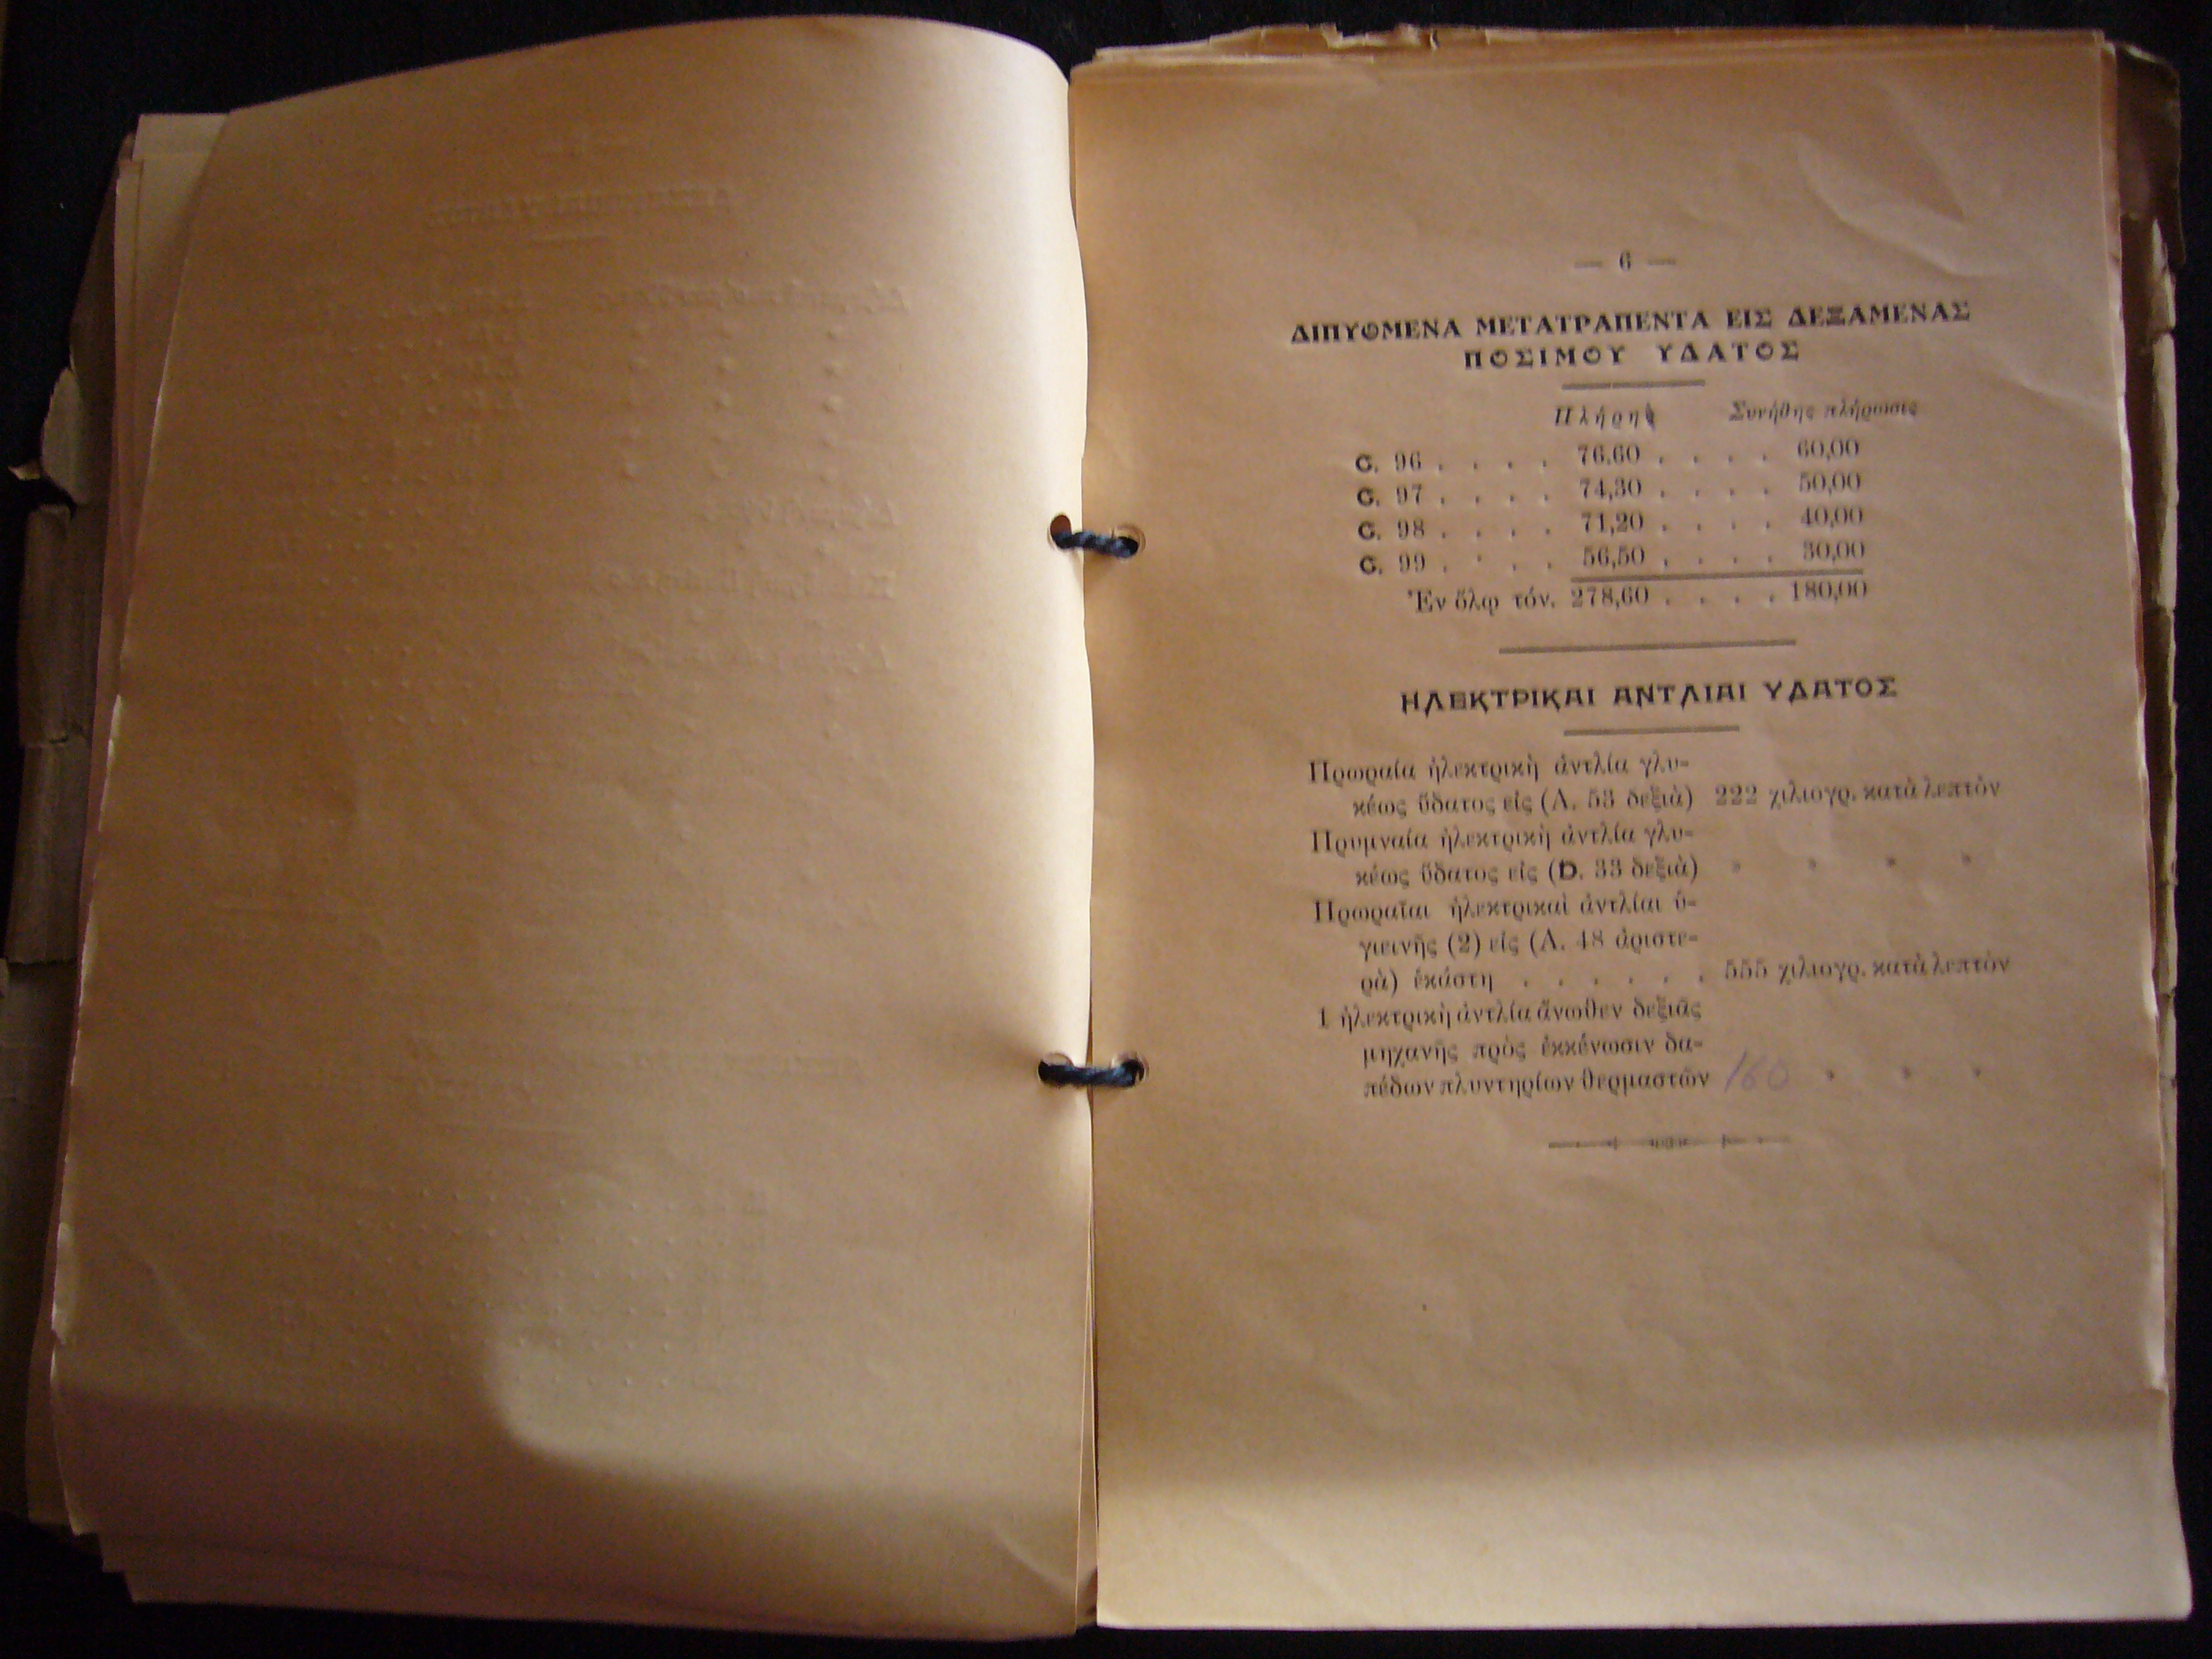 — 6 —
ΔΙΠΥΘΜΕΝΑ ΜΕΤΑΤΡΑΠΕΝΤΑ ΕΙΣ ΔΕΞΑΜΕΝΑΣ
ΠΟΣΙΜΟΥ ΥΔΑΤΟΣ
Πλήρη Συνήθης πλήρωσις
C. 96 . . . . 76.60 . . . . 60,00
C. 97 . . . . 74,30 . . . . 50,00
C. 98 . . . . 71,20 . . . . 40,00
C. 99 . . . . 56,50 . . . . 30,00
Ἐν ὅλῳ τόν. 278,60 . . . . 180,00
ΗΛΕΚΤΡΙΚΑΙ ΑΝΤΛΙΑΙ ΥΔΑΤΟΣ
Πρωραία ἠλεκτρικὴ ἀντλία γλυ-
κέως ὕδατος εἰς (Α. 53 δεξιὰ) 222 χιλιογρ. κατὰ λεπτὸν
Πρυμναία ἠλεκτρικὴ ἀντλία γλυ-
κέως ὕδατος εἰς (D. 33 δεξιὰ) » » » »
Πρωραῖαι ἠλεκτρικαὶ ἀντλίαι ὑ-
γιεινῆς (2) εἰς (Α. 48 ἀριστε-
ρὰ) ἑκάστη . . . . . . 555 χιλιογρ. κατὰ λεπτὸν
1 ἠλεκτρικὴ ἀντλία ἄνωθεν δεξιᾶς
μηχανῆς πρὸς ἐκκένωσιν δα-
πέδων πλυντηρίων θερμαστῶν 160 » » »